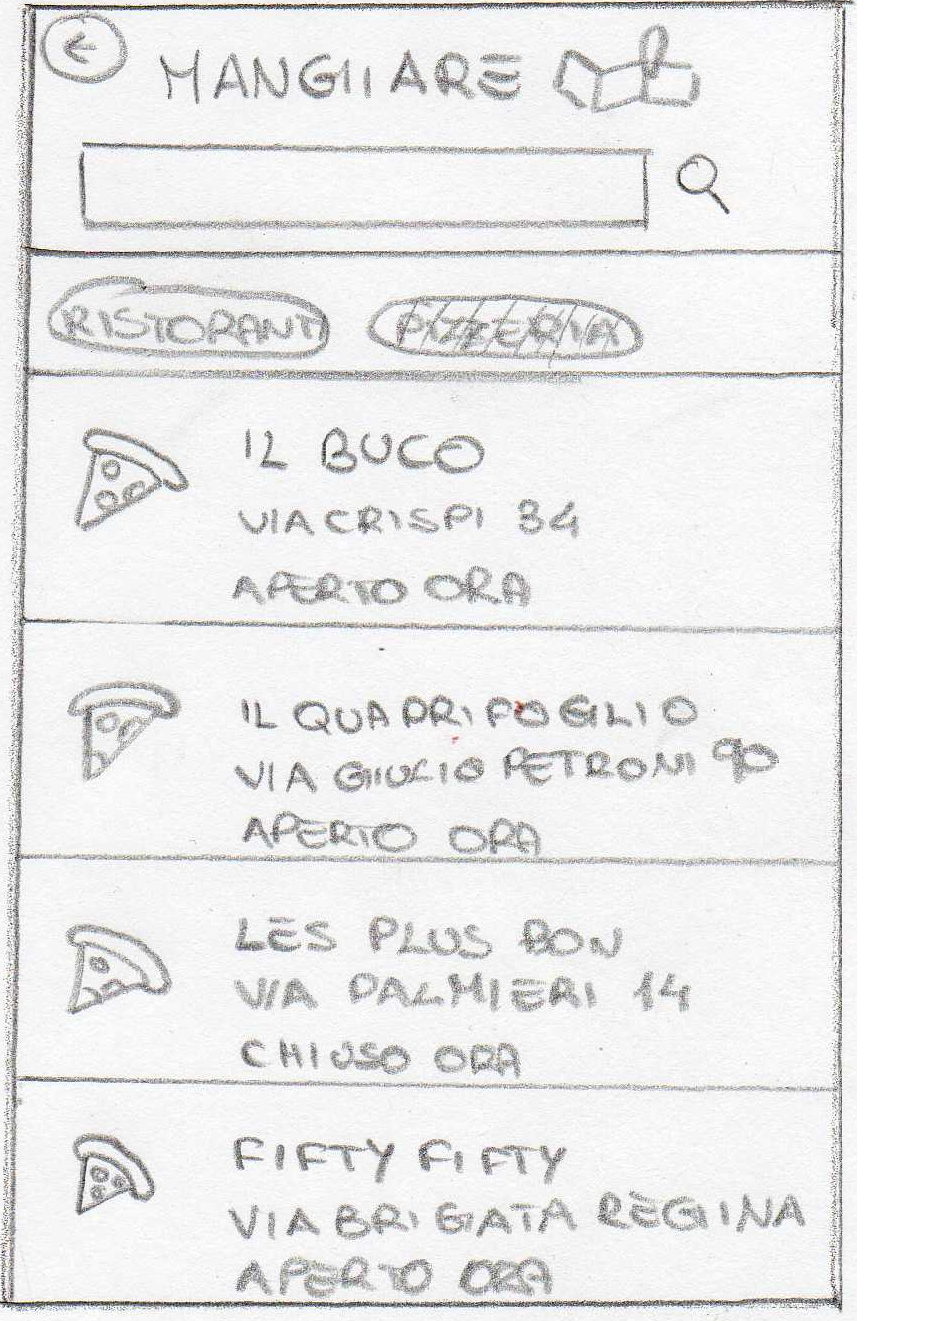 MANGIARE
RISTORANTI PIZZERIA
IL BUCO
VIA CRISPI 34
APERTO ORA
IL QUADRIFOGLIO
VIA GIULIO PETRONI 90
APERTO ORA
LES PLUS BON
VIA PALMIERI 14
CHIUSO ORA
FIFTY FIFTY
VIA BRIGATA REGINA
APERTO ORA